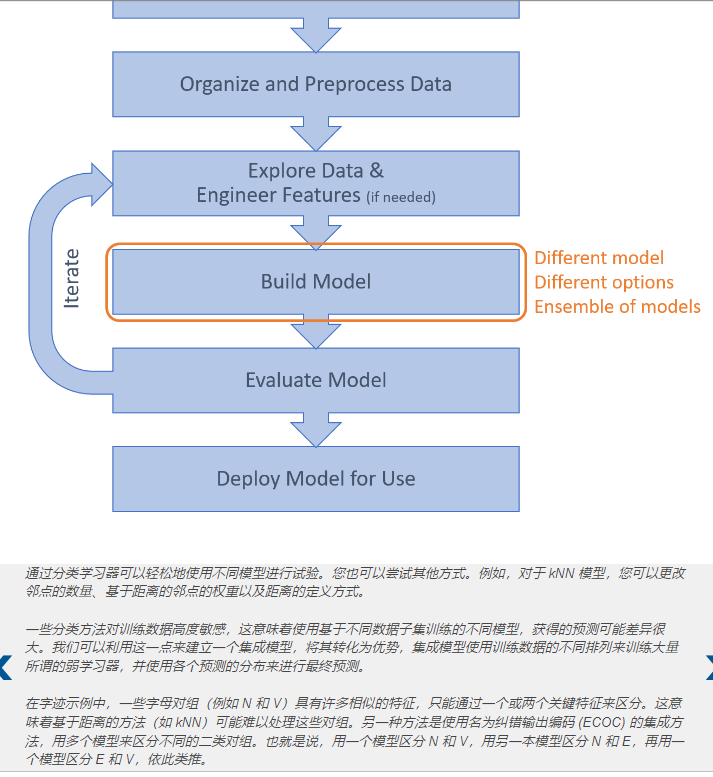 Organize and Preprocess Data
Explore Data &
Engineer Features (if needed)
Iterate
Build Model
Different model
Different options
Ensemble of models
Evaluate Model
Deploy Model for Use
通过分类学习器可以轻松地使用不同模型进行试验。您也可以尝试其他方式。例如，对于 kNN 模型，您可以更改
邻点的数量、基于距离的邻点的权重以及距离的定义方式。
一些分类方法对训练数据高度敏感，这意味着使用基于不同数据子集训练的不同模型，获得的预测可能差异很
大。我们可以利用这一点来建立一个集成模型，将其转化为优势，集成模型使用训练数据的不同排列来训练大量
所谓的弱学习器，并使用各个预测的分布来进行最终预测。
在字迹示例中，一些字母对组（例如 N 和 V）具有许多相似的特征，只能通过一个或两个关键特征来区分。这意
味着基于距离的方法（如 kNN）可能难以处理这些对组。另一种方法是使用名为纠错输出编码 (ECOC) 的集成方
法，用多个模型来区分不同的二类对组。也就是说，用一个模型区分 N 和 V，用另一本模型区分 N 和 E，再用一
个模型区分 E 和 V，依此类推。